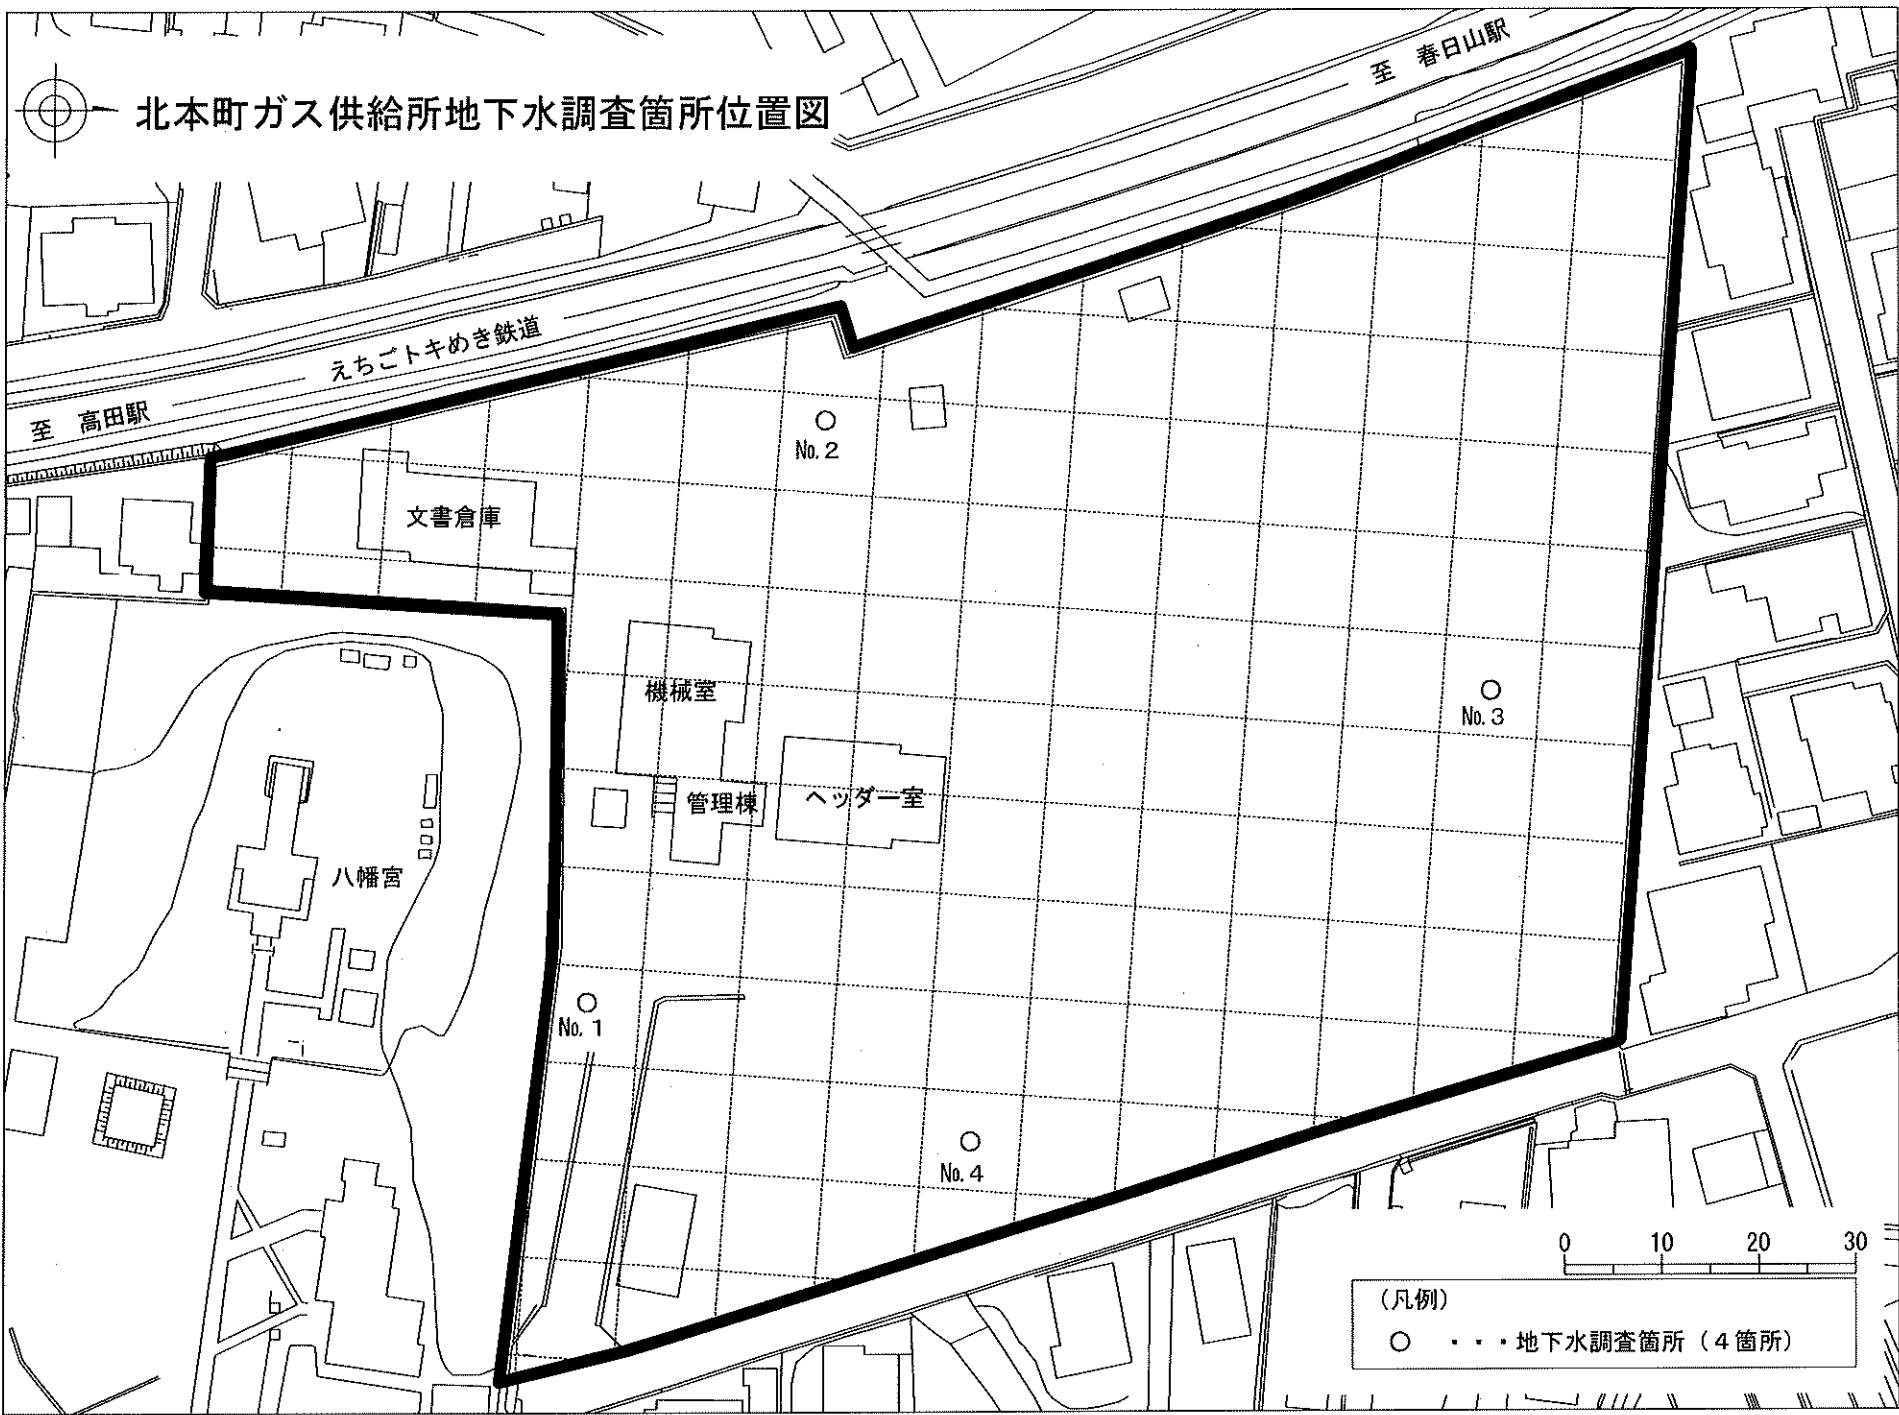 北本町ガス供給所地下水調査箇所位置図
至 春日山駅
えちごトキめき鉄道
至 高田駅
No. 2
文書倉庫
機械室
No. 3
管理棟
ヘッダー室
八幡宮
No. 1
No. 4
0 10 20 30
（凡例）
○ ・・・地下水調査箇所（４箇所）